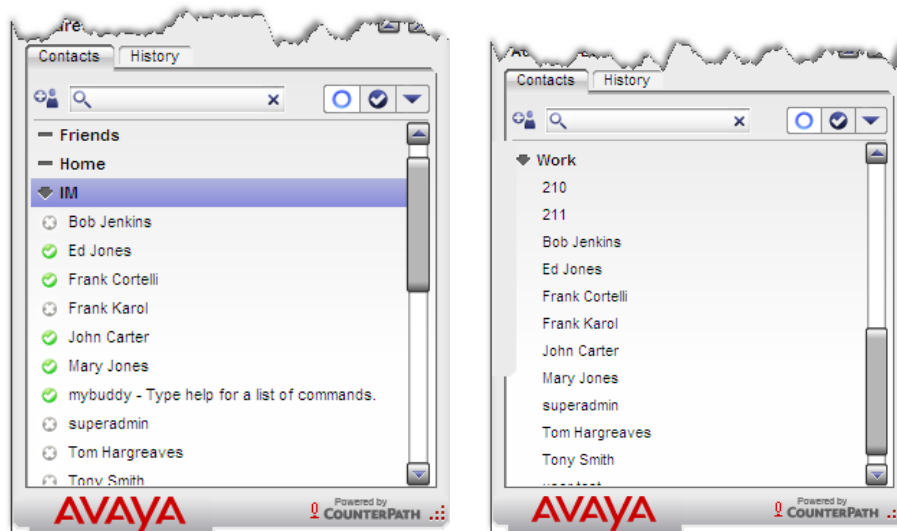 Contacts History
Friends
Home
IM
Bob Jenkins
Ed Jones
Frank Cortelli
Frank Karol
John Carter
Mary Jones
mybuddy - Type help for a list of commands.
superadmin
Tom Hargreaves
Tony Smith
AVAYA
Powered by
COUNTERPATH
Contacts History
Work
210
211
Bob Jenkins
Ed Jones
Frank Cortelli
Frank Karol
John Carter
Mary Jones
superadmin
Tom Hargreaves
Tony Smith
AVAYA
Powered by
COUNTERPATH